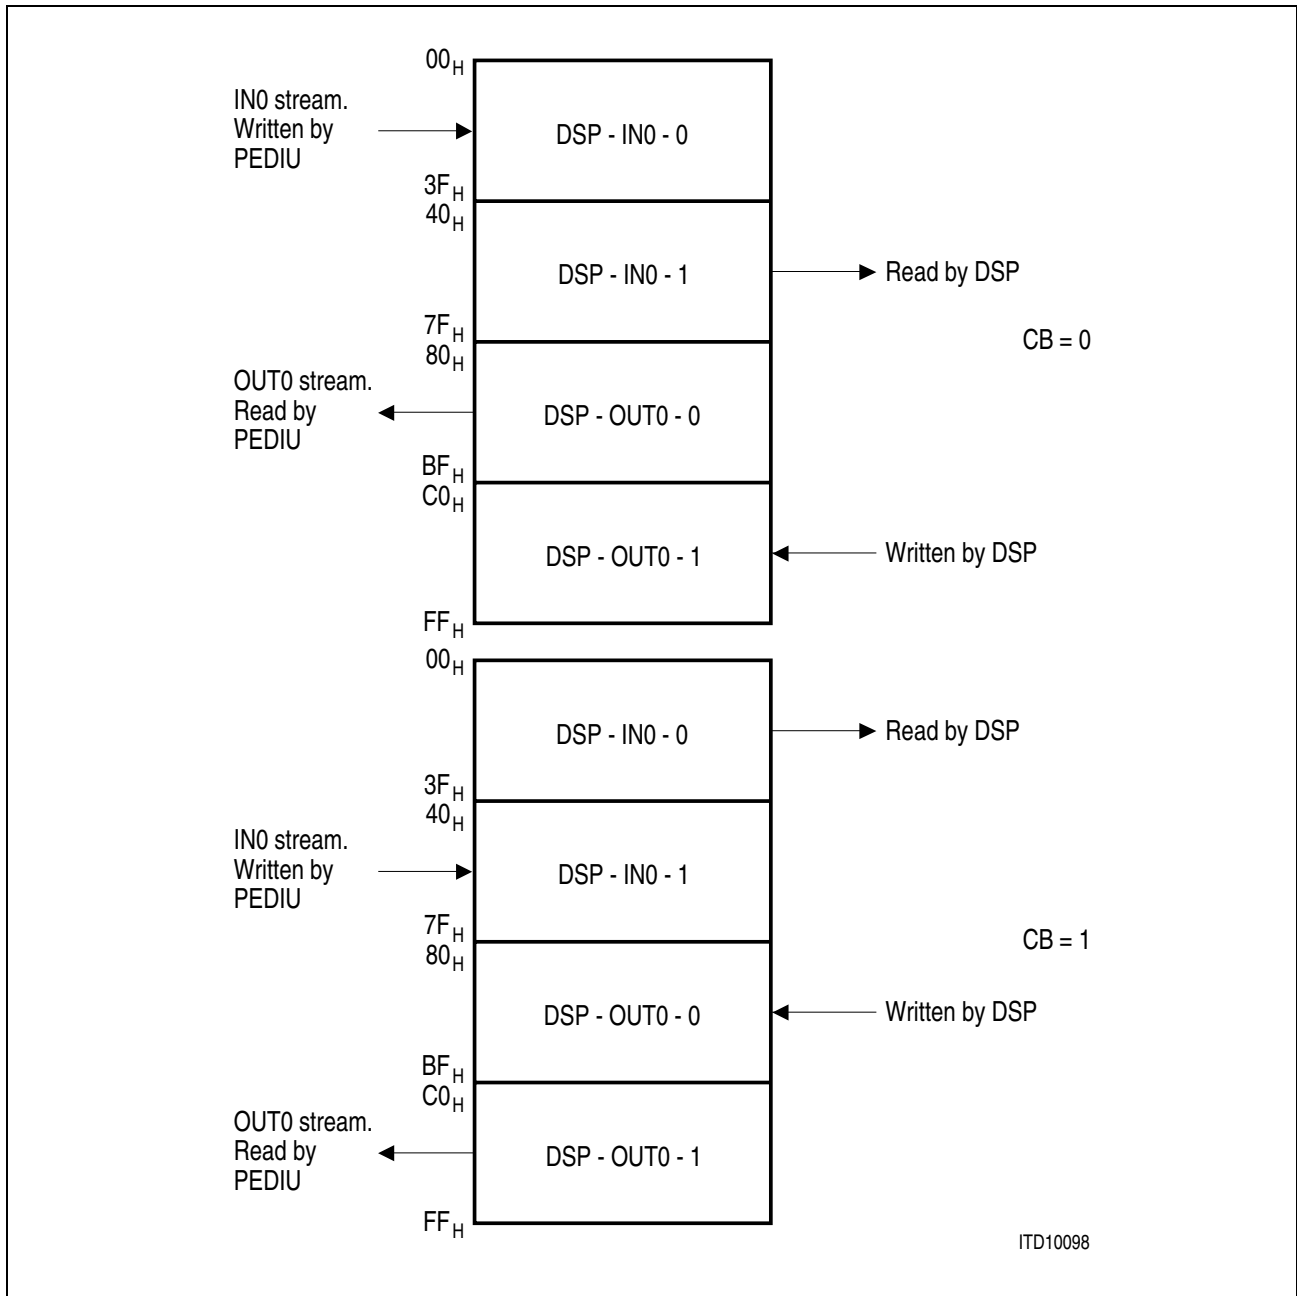 00H
IN0 stream.
Written by
PEDIU
DSP - IN0 - 0
3FH
40H
DSP - IN0 - 1
Read by DSP
7FH
80H
CB = 0
OUT0 stream.
Read by
PEDIU
DSP - OUT0 - 0
BFH
C0H
DSP - OUT0 - 1
Written by DSP
FFH
00H
DSP - IN0 - 0
Read by DSP
3FH
40H
IN0 stream.
Written by
PEDIU
DSP - IN0 - 1
7FH
80H
CB = 1
DSP - OUT0 - 0
Written by DSP
BFH
C0H
OUT0 stream.
Read by
PEDIU
DSP - OUT0 - 1
FFH
ITD10098